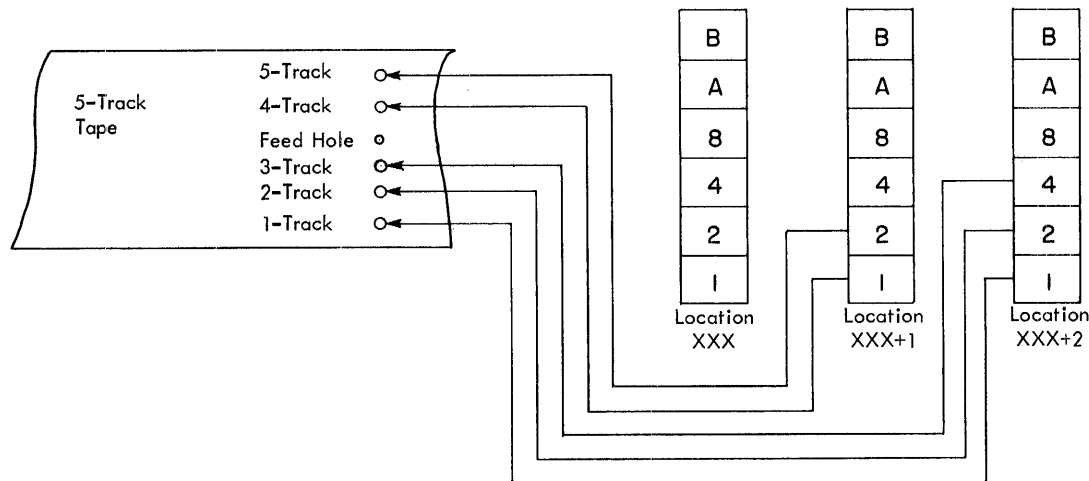 5-Track
Tape
5-Track
4-Track
Feed Hole
3-Track
2-Track
1-Track
B
A
8
4
2
1
Location
XXX
B
A
8
4
2
1
Location
XXX+1
B
A
8
4
2
1
Location
XXX+2